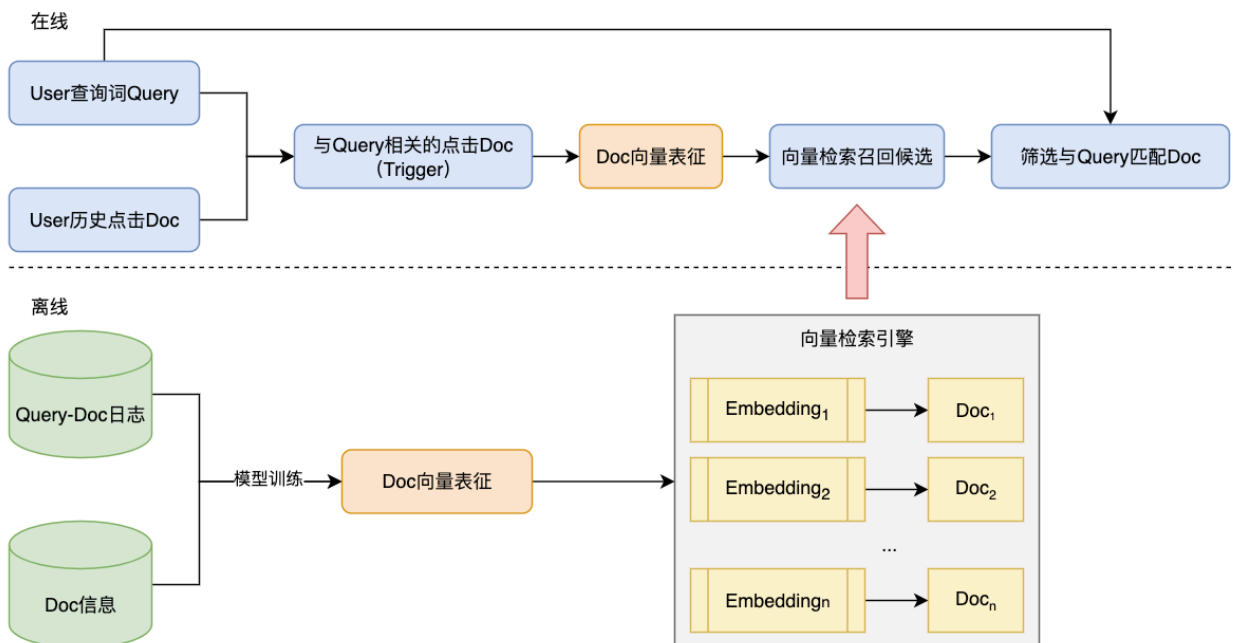 在线
User查询词Query
User历史点击Doc
与Query相关的点击Doc
（Trigger）
Doc向量表征
向量检索召回候选
筛选与Query匹配Doc
离线
Query-Doc日志
Doc信息
模型训练
Doc向量表征
向量检索引擎
Embedding₁
Doc₁
Embedding₂
Doc₂
...
Embeddingₙ
Docₙ